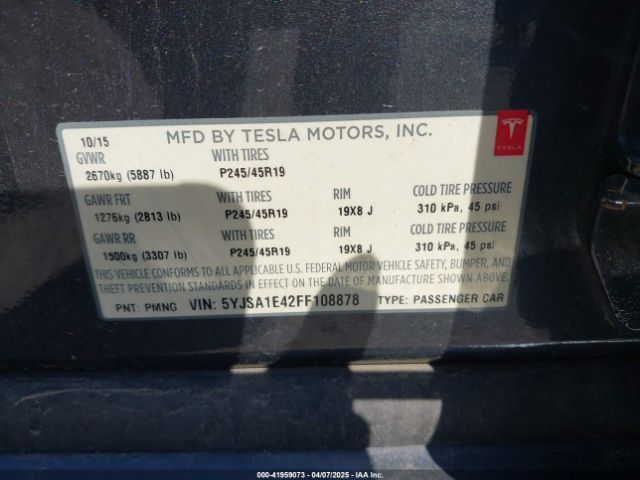 10/15 MFD BY TESLA MOTORS, INC.
TESLA
GVWR WITH TIRES
2670kg (5887 lb) P245/45R19
GAWR FRT WITH TIRES RIM COLD TIRE PRESSURE
1276kg (2813 lb) P245/45R19 19X8 J 310 kPa, 45 psi
GAWR RR WITH TIRES RIM COLD TIRE PRESSURE
1500kg (3307 lb) P245/45R19 19X8 J 310 kPa, 45 psi
THIS VEHICLE CONFORMS TO ALL APPLICABLE U.S. FEDERAL MOTOR VEHICLE SAFETY, BUMPER, AND
THEFT PREVENTION STANDARDS IN EFFECT ON THE DATE OF MANUFACTURE SHOWN ABOVE.
PNT: PMNG VIN: 5YJSA1E42FF108878 TYPE: PASSENGER CAR
000-41959073 - 04/07/2025 - IAAI.COM